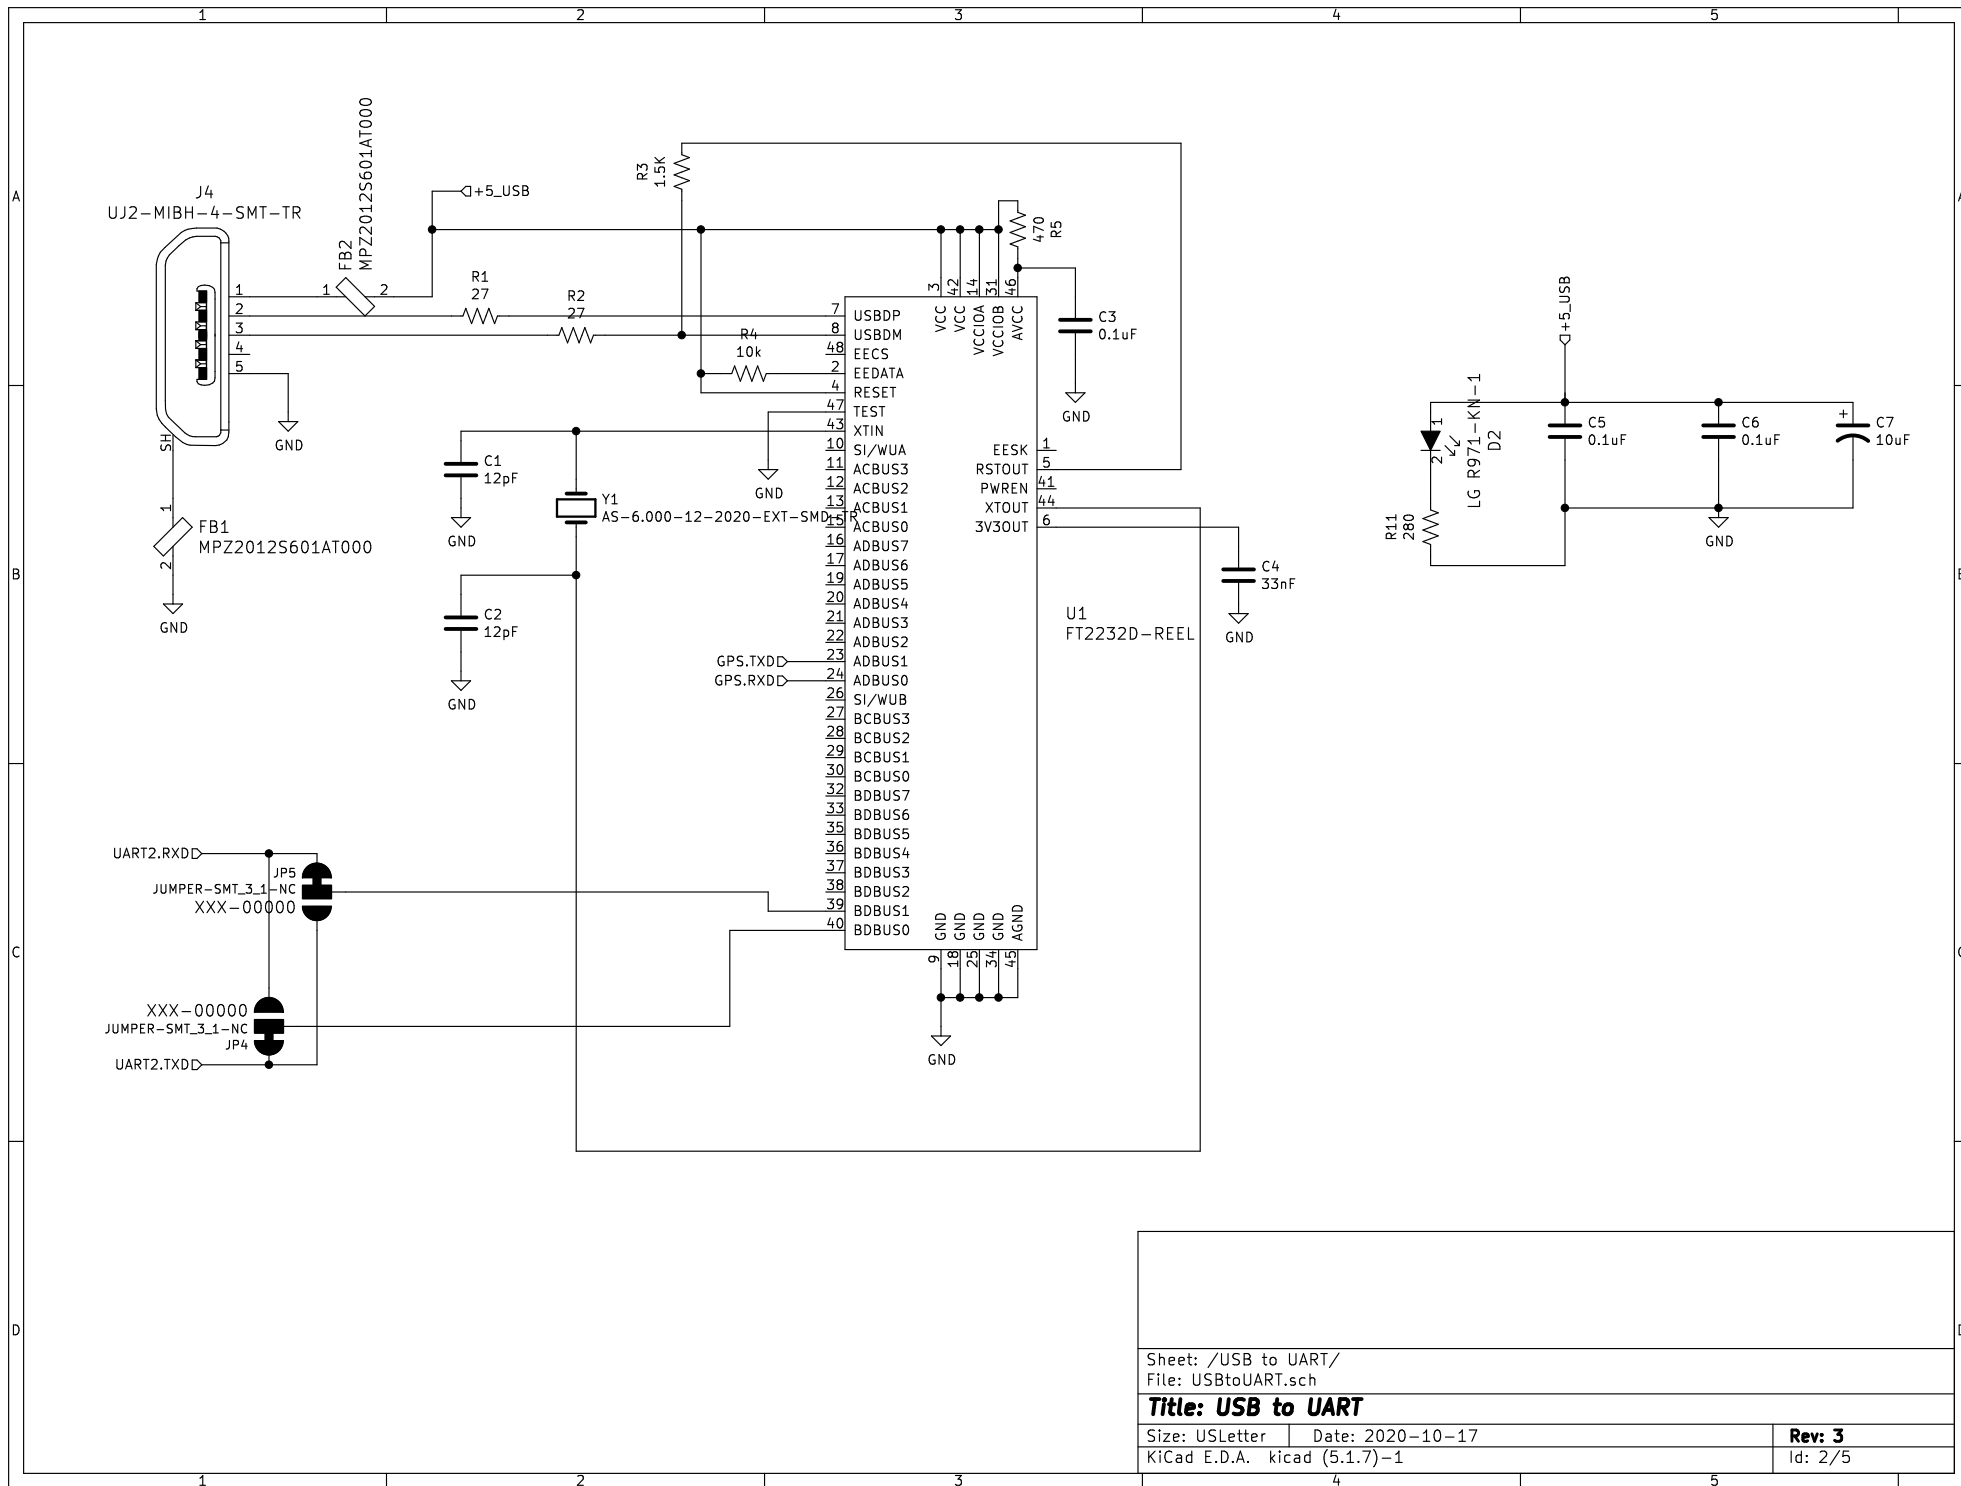 1 2 3 4 5
A
B
C
D
J4
UJ2-MIBH-4-SMT-TR
FB2
MPZ2012S601AT000
+5_USB
1
2
3
4
5
SH
1 2
R1
27
R2
27
R3
1.5K
R4
10k
470
R5
GND
1
2
FB1
MPZ2012S601AT000
GND
C1
12pF
GND
C2
12pF
GND
Y1
AS-6.000-12-2020-EXT-SMD-TR
GND
3 VCC
42 VCC
14 VCCIOA
31 VCCIOB
46 AVCC
C3
0.1uF
GND
7 USBDP
8 USBDM
48 EECS
2 EEDATA
4 RESET
47 TEST
43 XTIN
10 SI/WUA
11 ACBUS3
12 ACBUS2
13 ACBUS1
15 ACBUS0
16 ADBUS7
17 ADBUS6
19 ADBUS5
20 ADBUS4
21 ADBUS3
22 ADBUS2
GPS.TXD 23 ADBUS1
GPS.RXD 24 ADBUS0
26 SI/WUB
27 BCBUS3
28 BCBUS2
29 BCBUS1
30 BCBUS0
32 BDBUS7
33 BDBUS6
35 BDBUS5
36 BDBUS4
37 BDBUS3
38 BDBUS2
39 BDBUS1
40 BDBUS0
EESK 1
RSTOUT 5
PWREN 41
XTOUT 44
3V3OUT 6
C4
33nF
GND
U1
FT2232D-REEL
GND 9
GND 18
GND 25
GND 34
AGND 45
GND
UART2.RXD
JP5
JUMPER-SMT_3_1-NC
XXX-00000
XXX-00000
JUMPER-SMT_3_1-NC
JP4
UART2.TXD
+5_USB
1
2
LG R971-KN-1
D2
R11
280
C5
0.1uF
C6
0.1uF
+
C7
10uF
GND
Sheet: /USB to UART/
File: USBtoUART.sch
Title: USB to UART
Size: USLetter Date: 2020-10-17 Rev: 3
KiCad E.D.A. kicad (5.1.7)-1 Id: 2/5
1 2 3 4 5